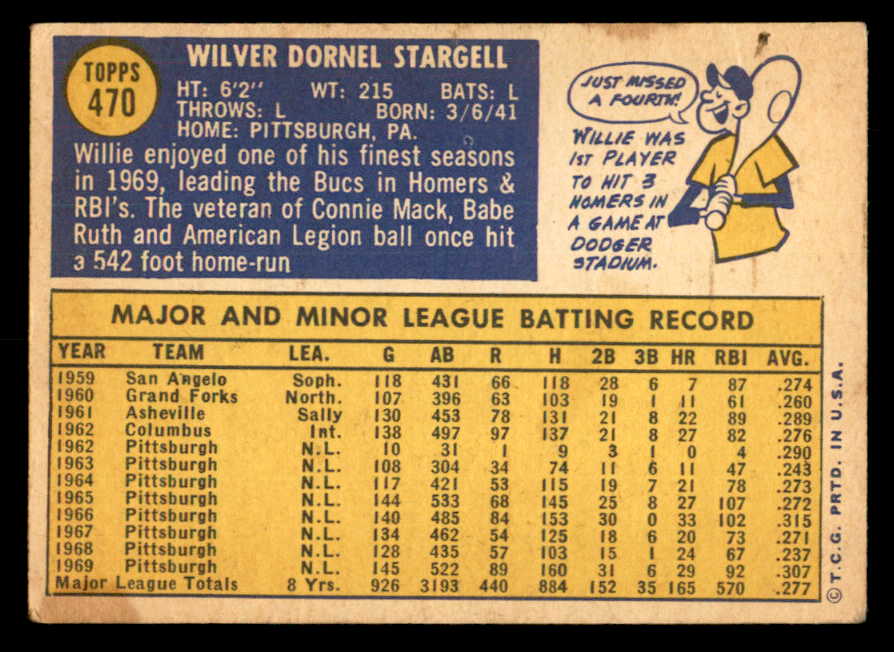 TOPPS
470
WILVER DORNEL STARGELL
HT: 6'2" WT: 215 BATS: L
THROWS: L BORN: 3/6/41
HOME: PITTSBURGH, PA.
Willie enjoyed one of his finest seasons
in 1969, leading the Bucs in Homers &
RBI's. The veteran of Connie Mack, Babe
Ruth and American Legion ball once hit
a 542 foot home-run
JUST MISSED
A FOURTH!
WILLIE WAS
1ST PLAYER
TO HIT 3
HOMERS IN
A GAME AT
DODGER
STADIUM.
MAJOR AND MINOR LEAGUE BATTING RECORD
YEAR TEAM LEA. G AB R H 2B 3B HR RBI AVG.
1959 San Angelo Soph. 118 431 66 118 28 6 7 87 .274
1960 Grand Forks North. 107 396 63 103 19 1 11 61 .260
1961 Asheville Sally 130 453 78 131 21 8 22 89 .289
1962 Columbus Int. 138 497 97 137 21 8 27 82 .276
1962 Pittsburgh N.L. 10 31 1 9 3 1 0 4 .290
1963 Pittsburgh N.L. 108 304 34 74 11 6 11 47 .243
1964 Pittsburgh N.L. 117 421 53 115 19 7 21 78 .273
1965 Pittsburgh N.L. 144 533 68 145 25 8 27 107 .272
1966 Pittsburgh N.L. 140 485 84 153 30 0 33 102 .315
1967 Pittsburgh N.L. 134 462 54 125 18 6 20 73 .271
1968 Pittsburgh N.L. 128 435 57 103 15 1 24 67 .237
1969 Pittsburgh N.L. 145 522 89 160 31 6 29 92 .307
Major League Totals 8 Yrs. 926 3193 440 884 152 35 165 570 .277
© T.C.G. PRTD. IN U.S.A.